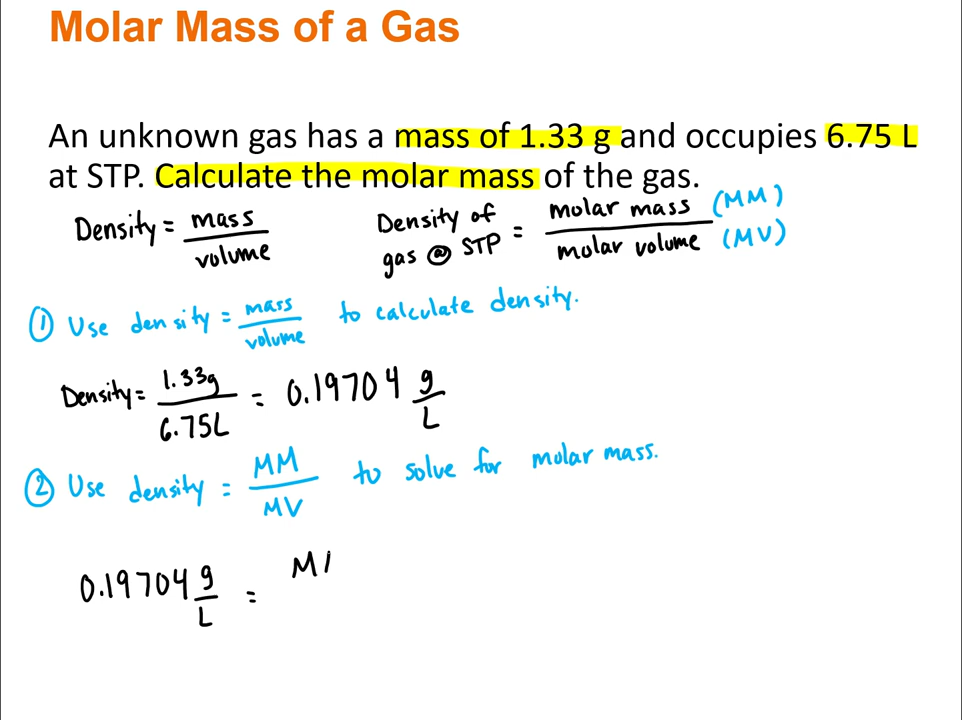 Molar Mass of a Gas
An unknown gas has a mass of 1.33 g and occupies 6.75 L
at STP. Calculate the molar mass of the gas.
Density = mass / volume
Density of gas @ STP = molar mass (MM) / molar volume (MV)
① Use density = mass / volume to calculate density.
Density = 1.33g / 6.75L = 0.19704 g / L
② Use density = MM / MV to solve for molar mass.
0.19704 g / L = M